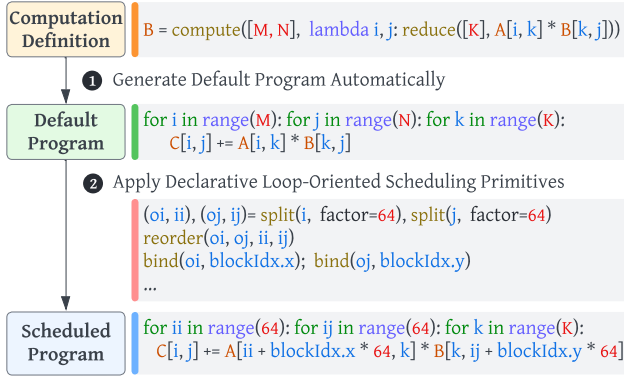 Computation Definition
B = compute([M, N], lambda i, j: reduce([K], A[i, k] * B[k, j]))
1 Generate Default Program Automatically
Default Program
for i in range(M): for j in range(N): for k in range(K):
C[i, j] += A[i, k] * B[k, j]
2 Apply Declarative Loop-Oriented Scheduling Primitives
(oi, ii), (oj, ij)= split(i, factor=64), split(j, factor=64)
reorder(oi, oj, ii, ij)
bind(oi, blockIdx.x); bind(oj, blockIdx.y)
...
Scheduled Program
for ii in range(64): for ij in range(64): for k in range(K):
C[i, j] += A[ii + blockIdx.x * 64, k] * B[k, ij + blockIdx.y * 64]